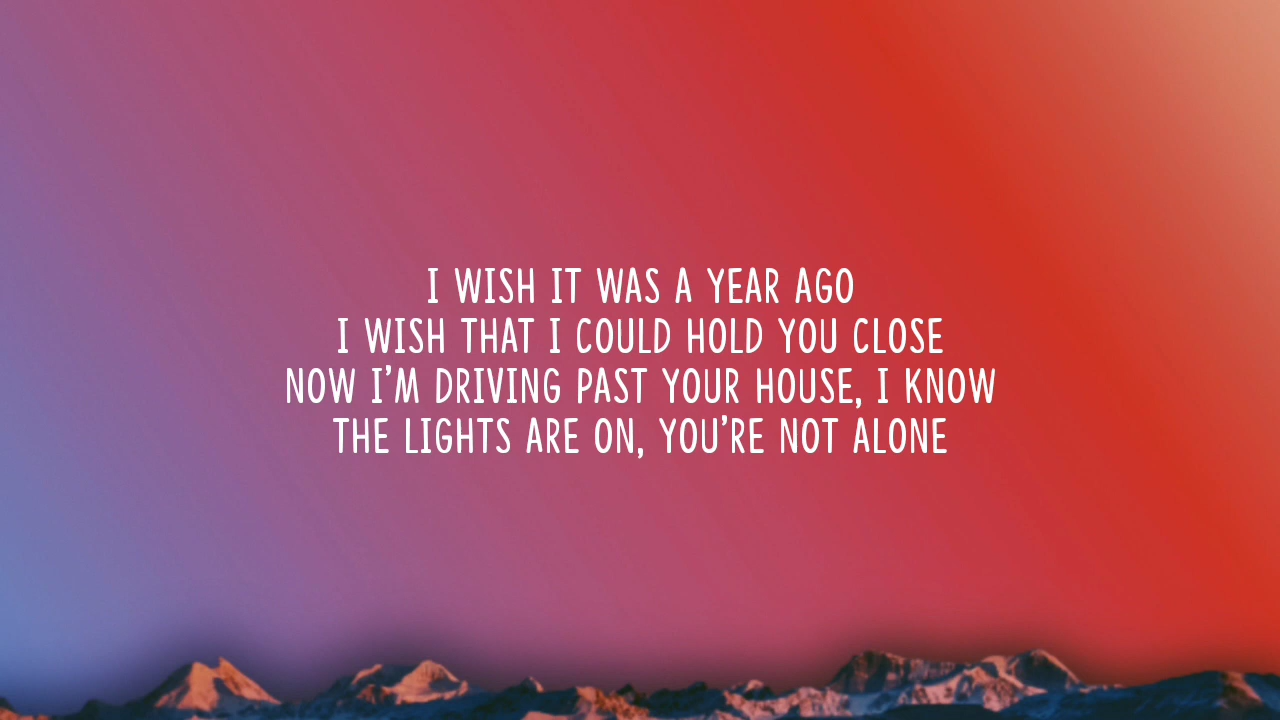 I WISH IT WAS A YEAR AGO
I WISH THAT I COULD HOLD YOU CLOSE
NOW I'M DRIVING PAST YOUR HOUSE, I KNOW
THE LIGHTS ARE ON, YOU'RE NOT ALONE